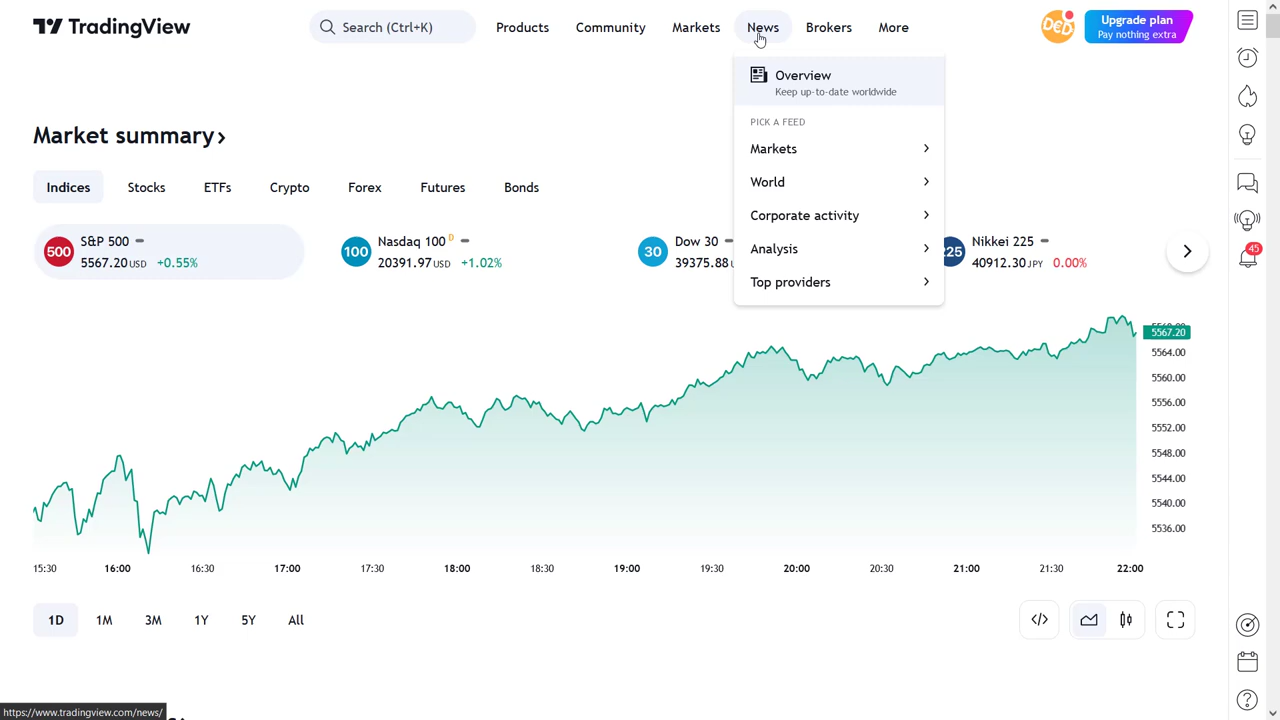 TradingView
Search (Ctrl+K)
Products
Community
Markets
News
Brokers
More
DED
Upgrade plan
Pay nothing extra
Overview
Keep up-to-date worldwide
PICK A FEED
Markets
World
Corporate activity
Analysis
Top providers
Market summary
Indices
Stocks
ETFs
Crypto
Forex
Futures
Bonds
500
S&P 500
5567.20 USD +0.55%
100
Nasdaq 100 D
20391.97 USD +1.02%
30
Dow 30
39375.88
225
Nikkei 225
40912.30 JPY 0.00%
45
5567.20
5564.00
5560.00
5556.00
5552.00
5548.00
5544.00
5540.00
5536.00
15:30 16:00 16:30 17:00 17:30 18:00 18:30 19:00 19:30 20:00 20:30 21:00 21:30 22:00
1D 1M 3M 1Y 5Y All
https://www.tradingview.com/news/